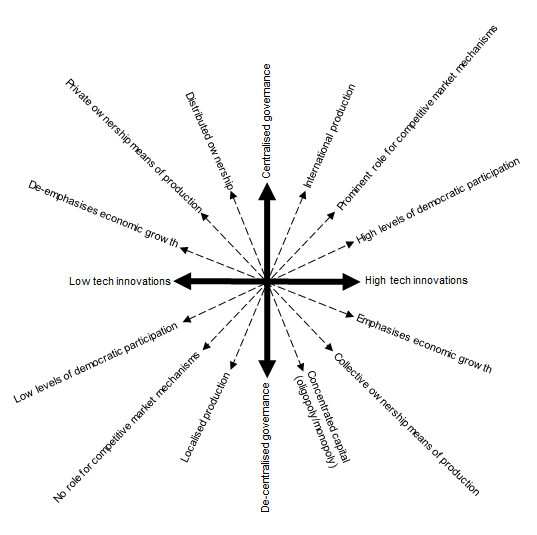 Centralised governance
International production
Prominent role for competitive market mechanisms
High levels of democratic participation
High tech innovations
Emphasises economic growth
Collective ownership means of production
Concentrated capital
(oligopoly/monopoly)
De-centralised governance
Localised production
No role for competitive market mechanisms
Low levels of democratic participation
Low tech innovations
De-emphasises economic growth
Private ownership means of production
Distributed ownership